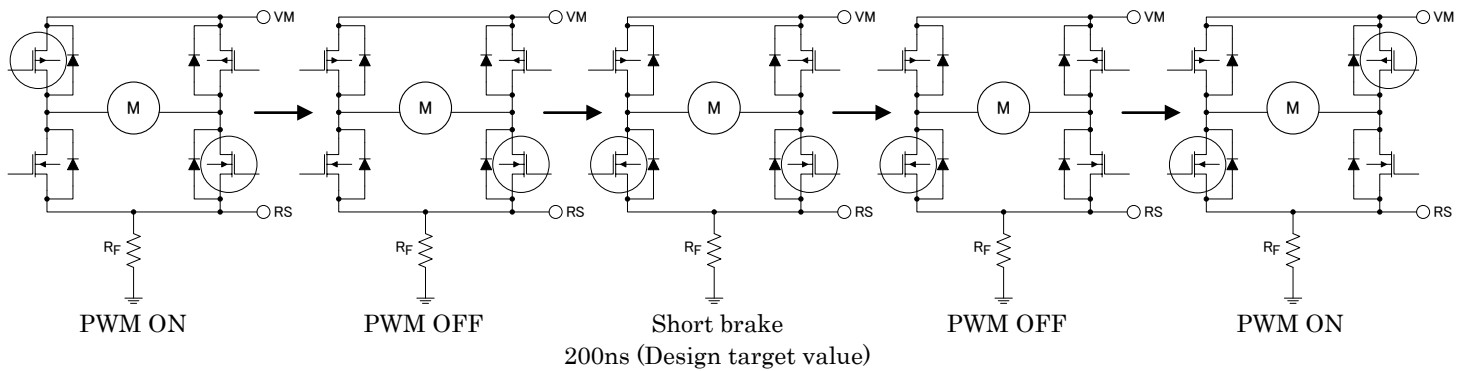 VM VM VM VM VM
M M M M M
RS RS RS RS RS
RF RF RF RF RF
PWM ON PWM OFF Short brake PWM OFF PWM ON
200ns (Design target value)